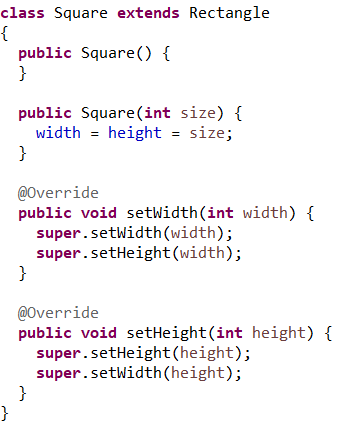 class Square extends Rectangle
{
  public Square() {
  }

  public Square(int size) {
    width = height = size;
  }

  @Override
  public void setWidth(int width) {
    super.setWidth(width);
    super.setHeight(width);
  }

  @Override
  public void setHeight(int height) {
    super.setHeight(height);
    super.setWidth(height);
  }
}